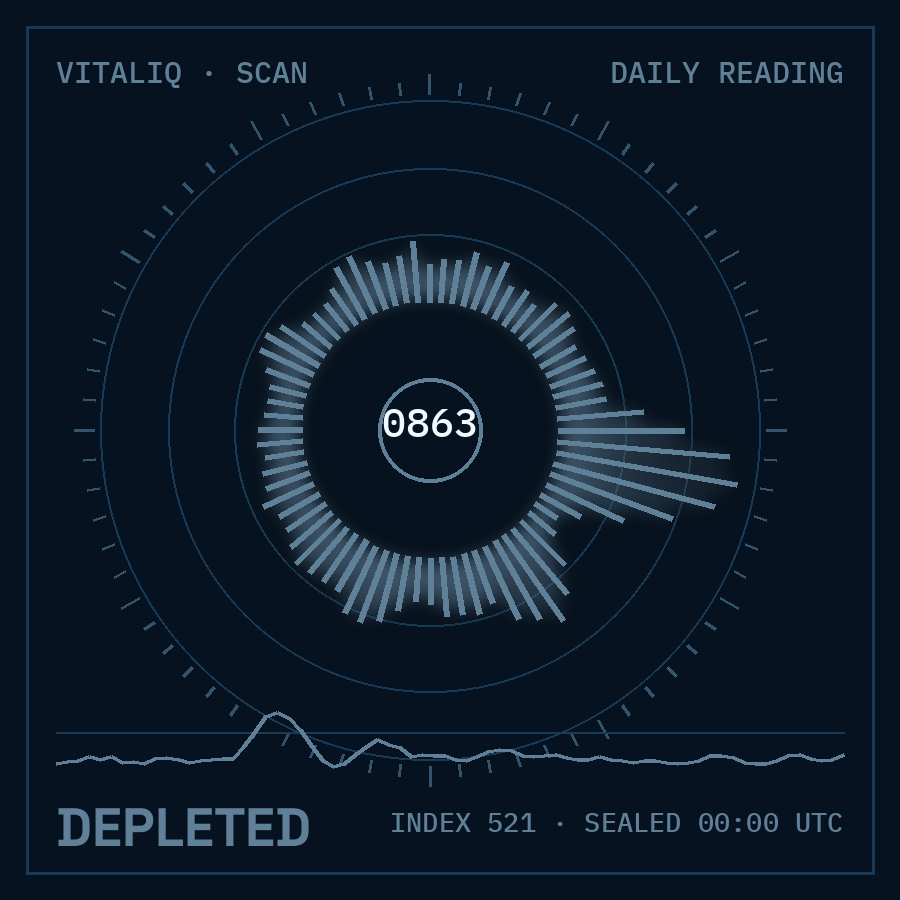 VITALIQ · SCAN
DAILY READING
0863
DEPLETED
INDEX 521 · SEALED 00:00 UTC